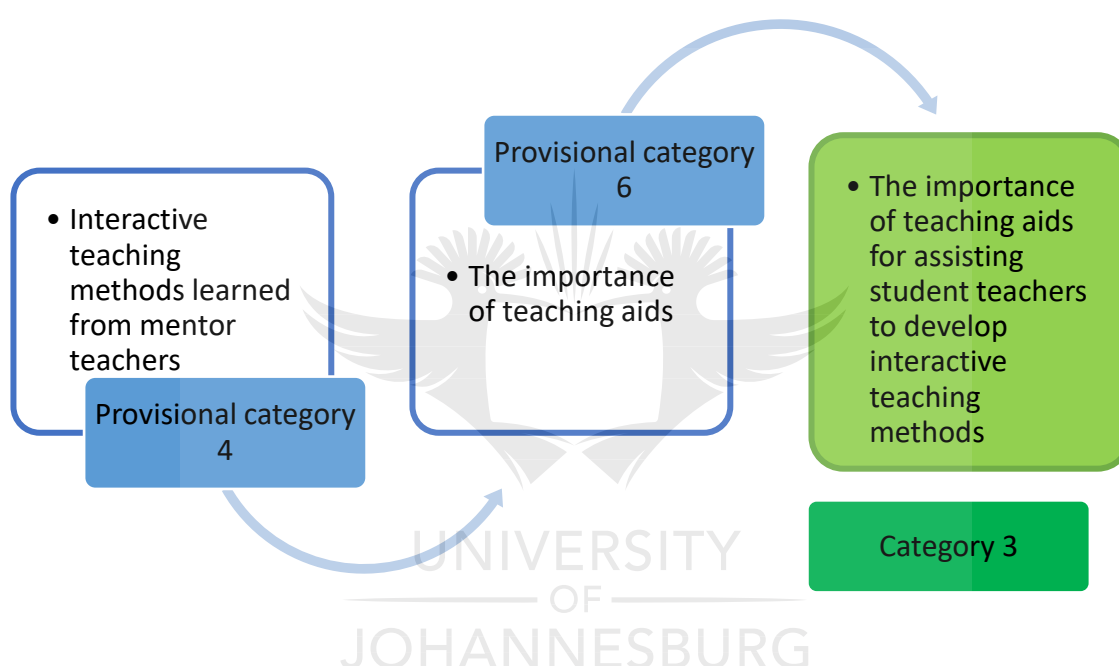 • Interactive
teaching
methods learned
from mentor
teachers
Provisional category
4
Provisional category
6
• The importance
of teaching aids
• The importance
of teaching aids
for assisting
student teachers
to develop
interactive
teaching
methods
Category 3
UNIVERSITY
OF
JOHANNESBURG